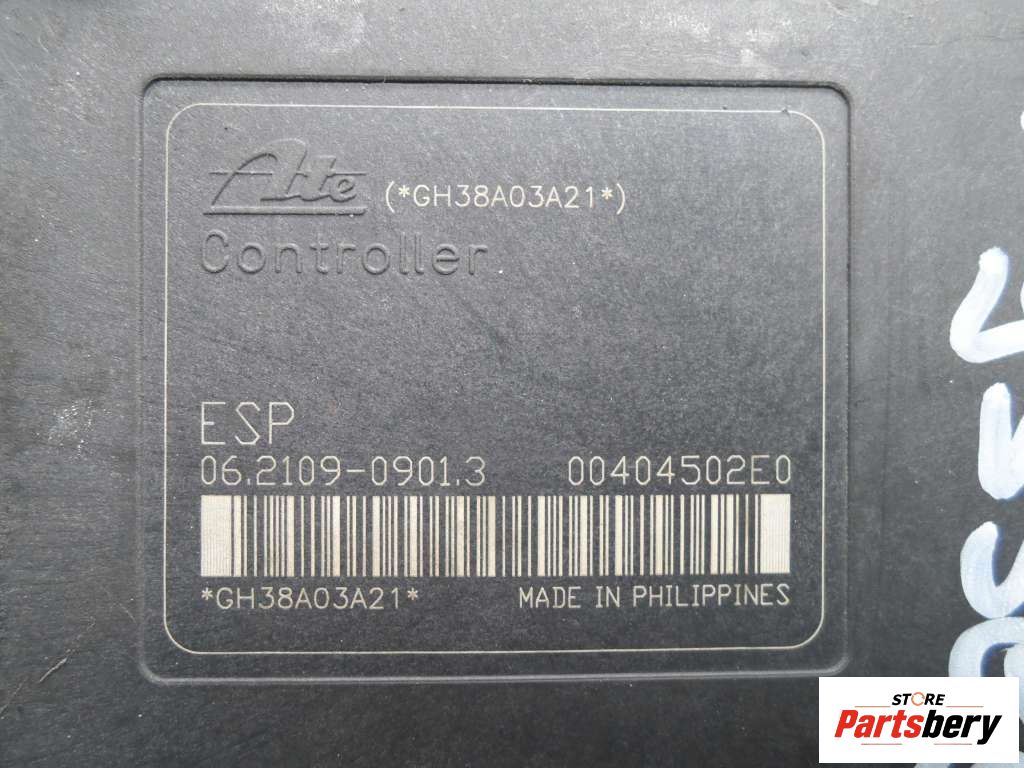 Ate (*GH38A03A21*)
Controller
ESP
06.2109-0901.3 00404502E0
*GH38A03A21* MADE IN PHILIPPINES
STORE
Partsbery